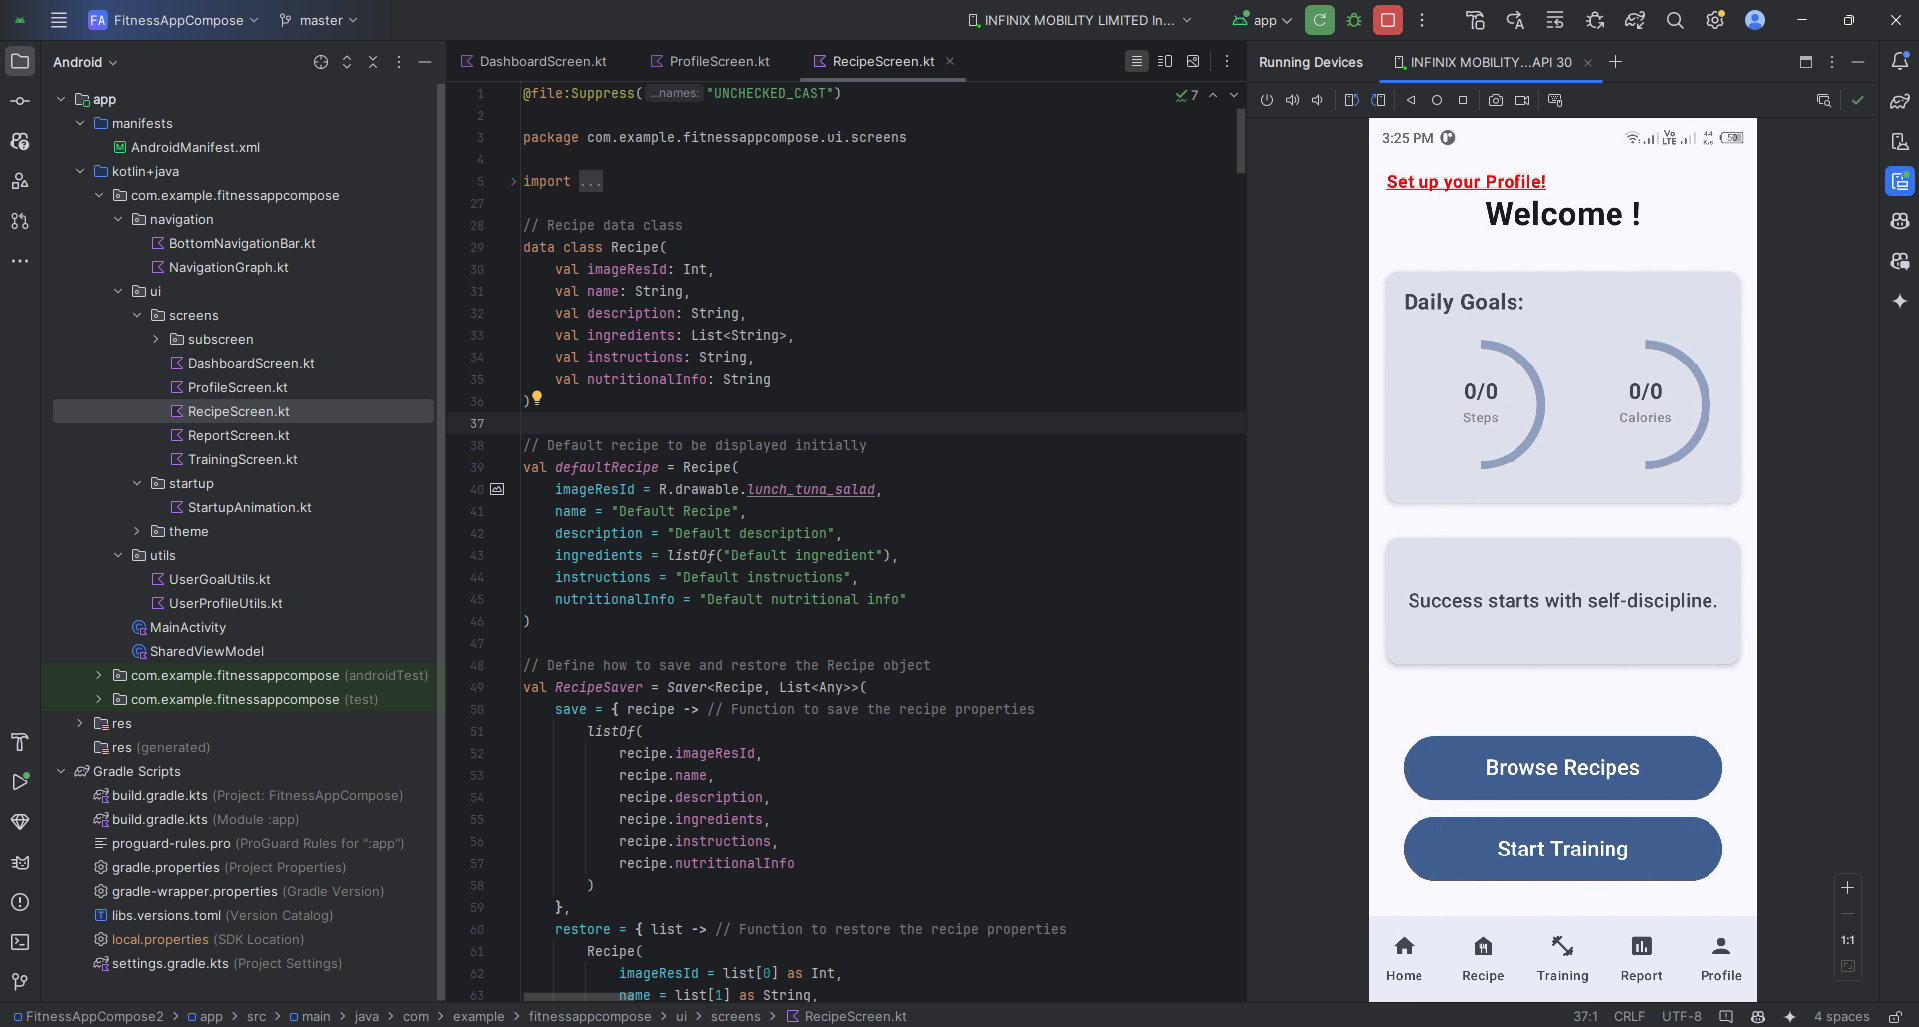 FA FitnessAppCompose master INFINIX MOBILITY LIMITED In... app
Android
app
manifests
AndroidManifest.xml
kotlin+java
com.example.fitnessappcompose
navigation
BottomNavigationBar.kt
NavigationGraph.kt
ui
screens
subscreen
DashboardScreen.kt
ProfileScreen.kt
RecipeScreen.kt
ReportScreen.kt
TrainingScreen.kt
startup
StartupAnimation.kt
theme
utils
UserGoalUtils.kt
UserProfileUtils.kt
MainActivity
SharedViewModel
com.example.fitnessappcompose (androidTest)
com.example.fitnessappcompose (test)
res
res (generated)
Gradle Scripts
build.gradle.kts (Project: FitnessAppCompose)
build.gradle.kts (Module :app)
proguard-rules.pro (ProGuard Rules for ":app")
gradle.properties (Project Properties)
gradle-wrapper.properties (Gradle Version)
libs.versions.toml (Version Catalog)
local.properties (SDK Location)
settings.gradle.kts (Project Settings)
DashboardScreen.kt ProfileScreen.kt RecipeScreen.kt
7
1 @file:Suppress( ...names: "UNCHECKED_CAST")
2
3 package com.example.fitnessappcompose.ui.screens
4
5 import ...
27
28 // Recipe data class
29 data class Recipe(
30 val imageResId: Int,
31 val name: String,
32 val description: String,
33 val ingredients: List<String>,
34 val instructions: String,
35 val nutritionalInfo: String
36 )
37
38 // Default recipe to be displayed initially
39 val defaultRecipe = Recipe(
40 imageResId = R.drawable.lunch_tuna_salad,
41 name = "Default Recipe",
42 description = "Default description",
43 ingredients = listOf("Default ingredient"),
44 instructions = "Default instructions",
45 nutritionalInfo = "Default nutritional info"
46 )
47
48 // Define how to save and restore the Recipe object
49 val RecipeSaver = Saver<Recipe, List<Any>>(
50 save = { recipe -> // Function to save the recipe properties
51 listOf(
52 recipe.imageResId,
53 recipe.name,
54 recipe.description,
55 recipe.ingredients,
56 recipe.instructions,
57 recipe.nutritionalInfo
58 )
59 },
60 restore = { list -> // Function to restore the recipe properties
61 Recipe(
62 imageResId = list[0] as Int,
63 name = list[1] as String,
Running Devices INFINIX MOBILITY...API 30
3:25 PM Vo LTE 44 K/s 50
Set up your Profile!
Welcome !
Daily Goals:
0/0 0/0
Steps Calories
Success starts with self-discipline.
Browse Recipes
Start Training
Home Recipe Training Report Profile
1:1
FitnessAppCompose2 > app > src > main > java > com > example > fitnessappcompose > ui > screens > RecipeScreen.kt 37:1 CRLF UTF-8 4 spaces